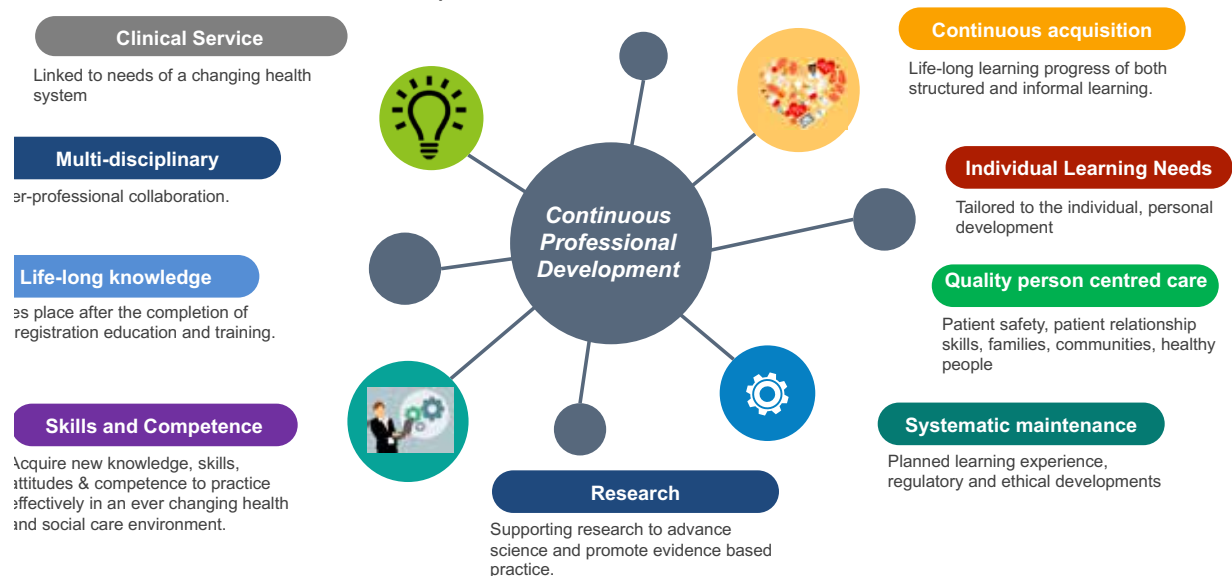 Clinical Service
Linked to needs of a changing health
system
Multi-disciplinary
er-professional collaboration.
Life-long knowledge
es place after the completion of
registration education and training.
Skills and Competence
Acquire new knowledge, skills,
attitudes & competence to practice
effectively in an ever changing health
and social care environment.
Continuous
Professional
Development
Research
Supporting research to advance
science and promote evidence based
practice.
Continuous acquisition
Life-long learning progress of both
structured and informal learning.
Individual Learning Needs
Tailored to the individual, personal
development
Quality person centred care
Patient safety, patient relationship
skills, families, communities, healthy
people
Systematic maintenance
Planned learning experience,
regulatory and ethical developments